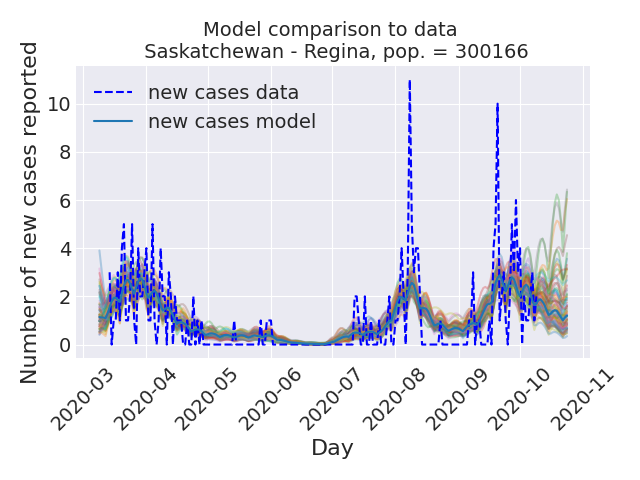 Model comparison to data
Saskatchewan - Regina, pop. = 300166
Number of new cases reported
10
8
6
4
2
0
new cases data
new cases model
2020-03
2020-04
2020-05
2020-06
2020-07
2020-08
2020-09
2020-10
2020-11
Day